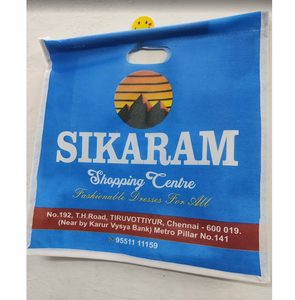 SIKARAM
Shopping Centre
Fashionable Dresses For All
No.192, T.H.Road, TIRUVOTTIYUR, Chennai - 600 019.
(Near by Karur Vysya Bank) Metro Pillar No.141
95511 11159